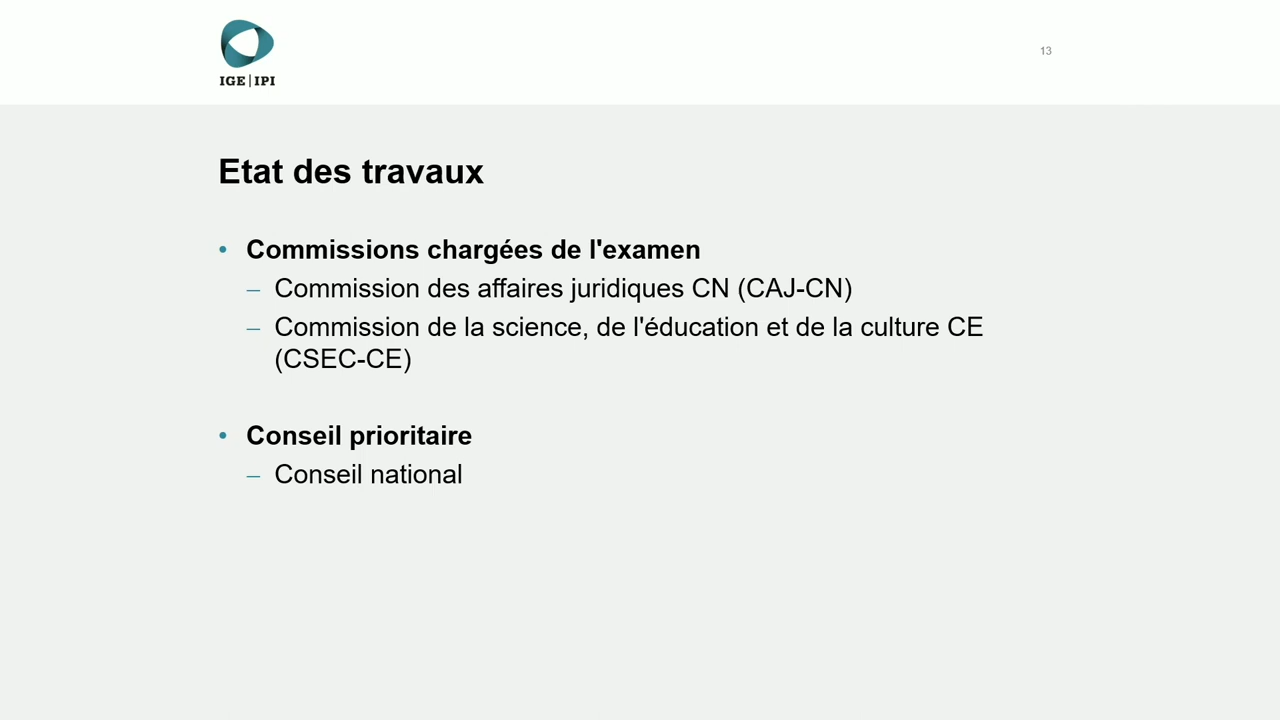 IGE|IPI
13
Etat des travaux
• Commissions chargées de l'examen
– Commission des affaires juridiques CN (CAJ-CN)
– Commission de la science, de l'éducation et de la culture CE
(CSEC-CE)
• Conseil prioritaire
– Conseil national